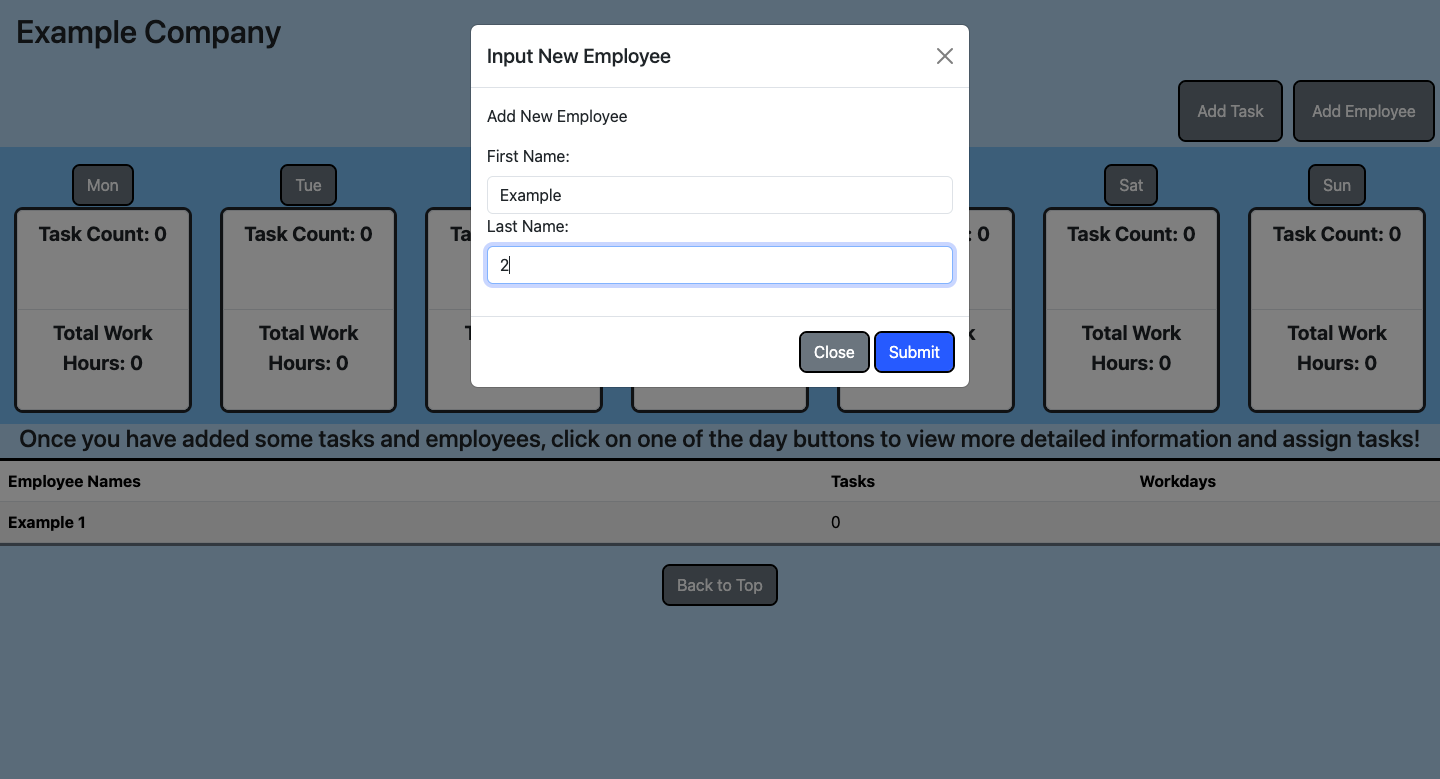 Example Company
Input New Employee
Add New Employee
First Name:
Example
Last Name:
2
Close
Submit
Add Task
Add Employee
Mon
Tue
Sat
Sun
Task Count: 0
Task Count: 0
Ta
: 0
Task Count: 0
Task Count: 0
Total Work
Hours: 0
Total Work
Hours: 0
Total Work
Hours: 0
Total Work
Hours: 0
Once you have added some tasks and employees, click on one of the day buttons to view more detailed information and assign tasks!
Employee Names
Tasks
Workdays
Example 1
0
Back to Top